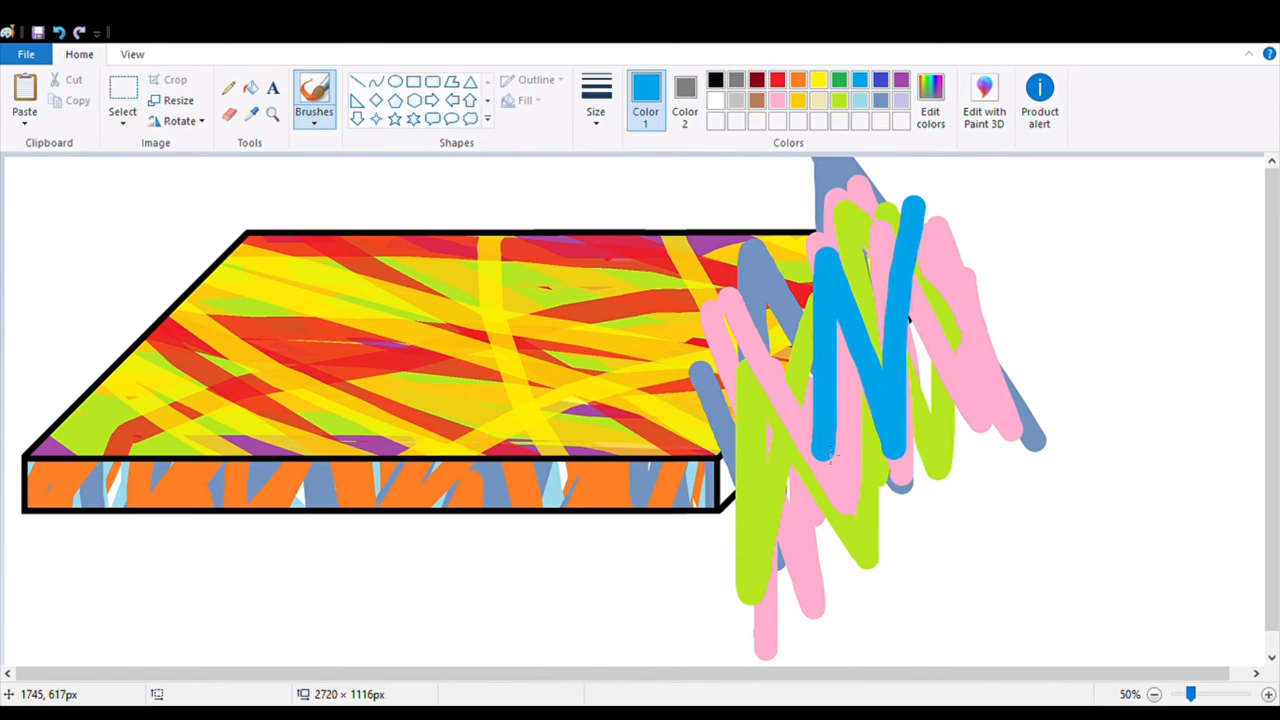 File Home View
Paste Cut Copy Select Crop Resize Rotate A Brushes Outline Fill Size Color 1 Color 2 Edit colors Edit with Paint 3D Product alert
Clipboard Image Tools Shapes Colors
1745, 617px 2720 × 1116px 50%